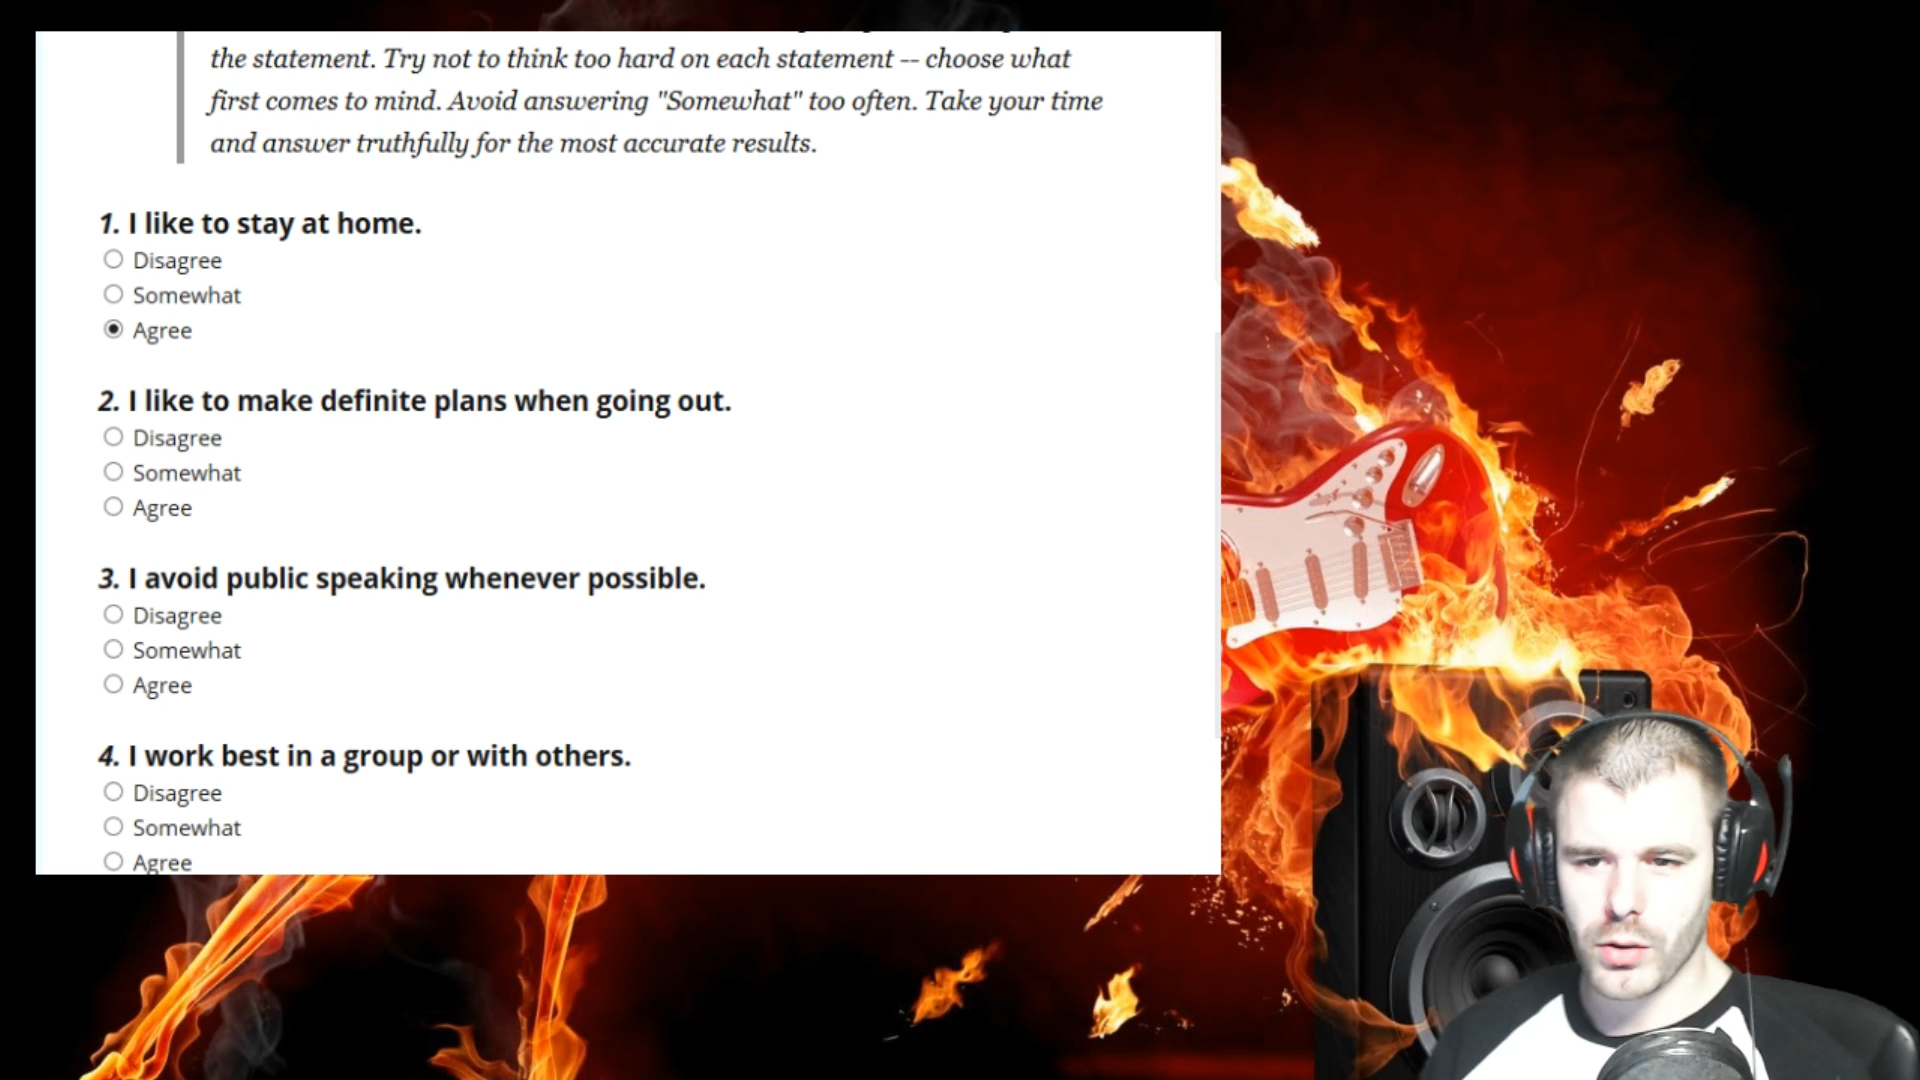 the statement. Try not to think too hard on each statement -- choose what
first comes to mind. Avoid answering "Somewhat" too often. Take your time
and answer truthfully for the most accurate results.
1. I like to stay at home.
Disagree
Somewhat
Agree
2. I like to make definite plans when going out.
Disagree
Somewhat
Agree
3. I avoid public speaking whenever possible.
Disagree
Somewhat
Agree
4. I work best in a group or with others.
Disagree
Somewhat
Agree